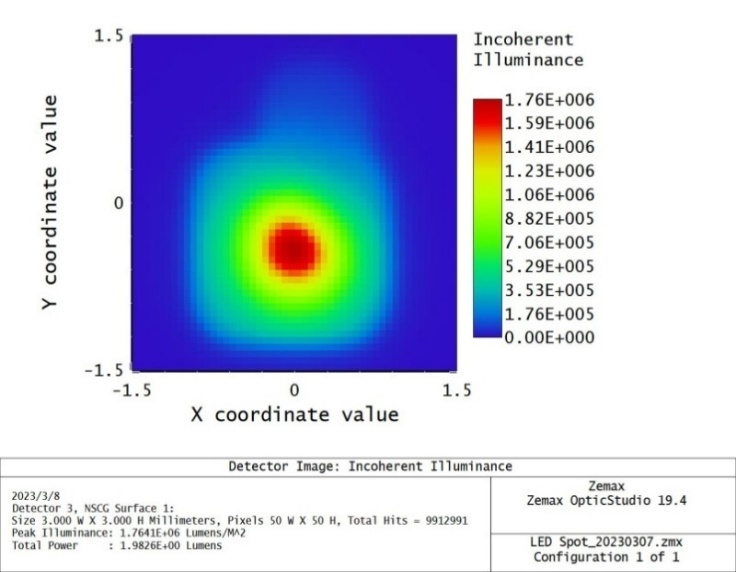 1.5
0
-1.5
Y coordinate value
-1.5
0
1.5
X coordinate value
Incoherent
Illuminance
1.76E+006
1.59E+006
1.41E+006
1.23E+006
1.06E+006
8.82E+005
7.06E+005
5.29E+005
3.53E+005
1.76E+005
0.00E+000
Detector Image: Incoherent Illuminance
2023/3/8
Detector 3, NSCG Surface 1:
Size 3.000 W X 3.000 H Millimeters, Pixels 50 W X 50 H, Total Hits = 9912991
Peak Illuminance: 1.7641E+06 Lumens/M^2
Total Power : 1.9826E+00 Lumens
Zemax
Zemax OpticStudio 19.4
LED Spot_20230307.zmx
Configuration 1 of 1